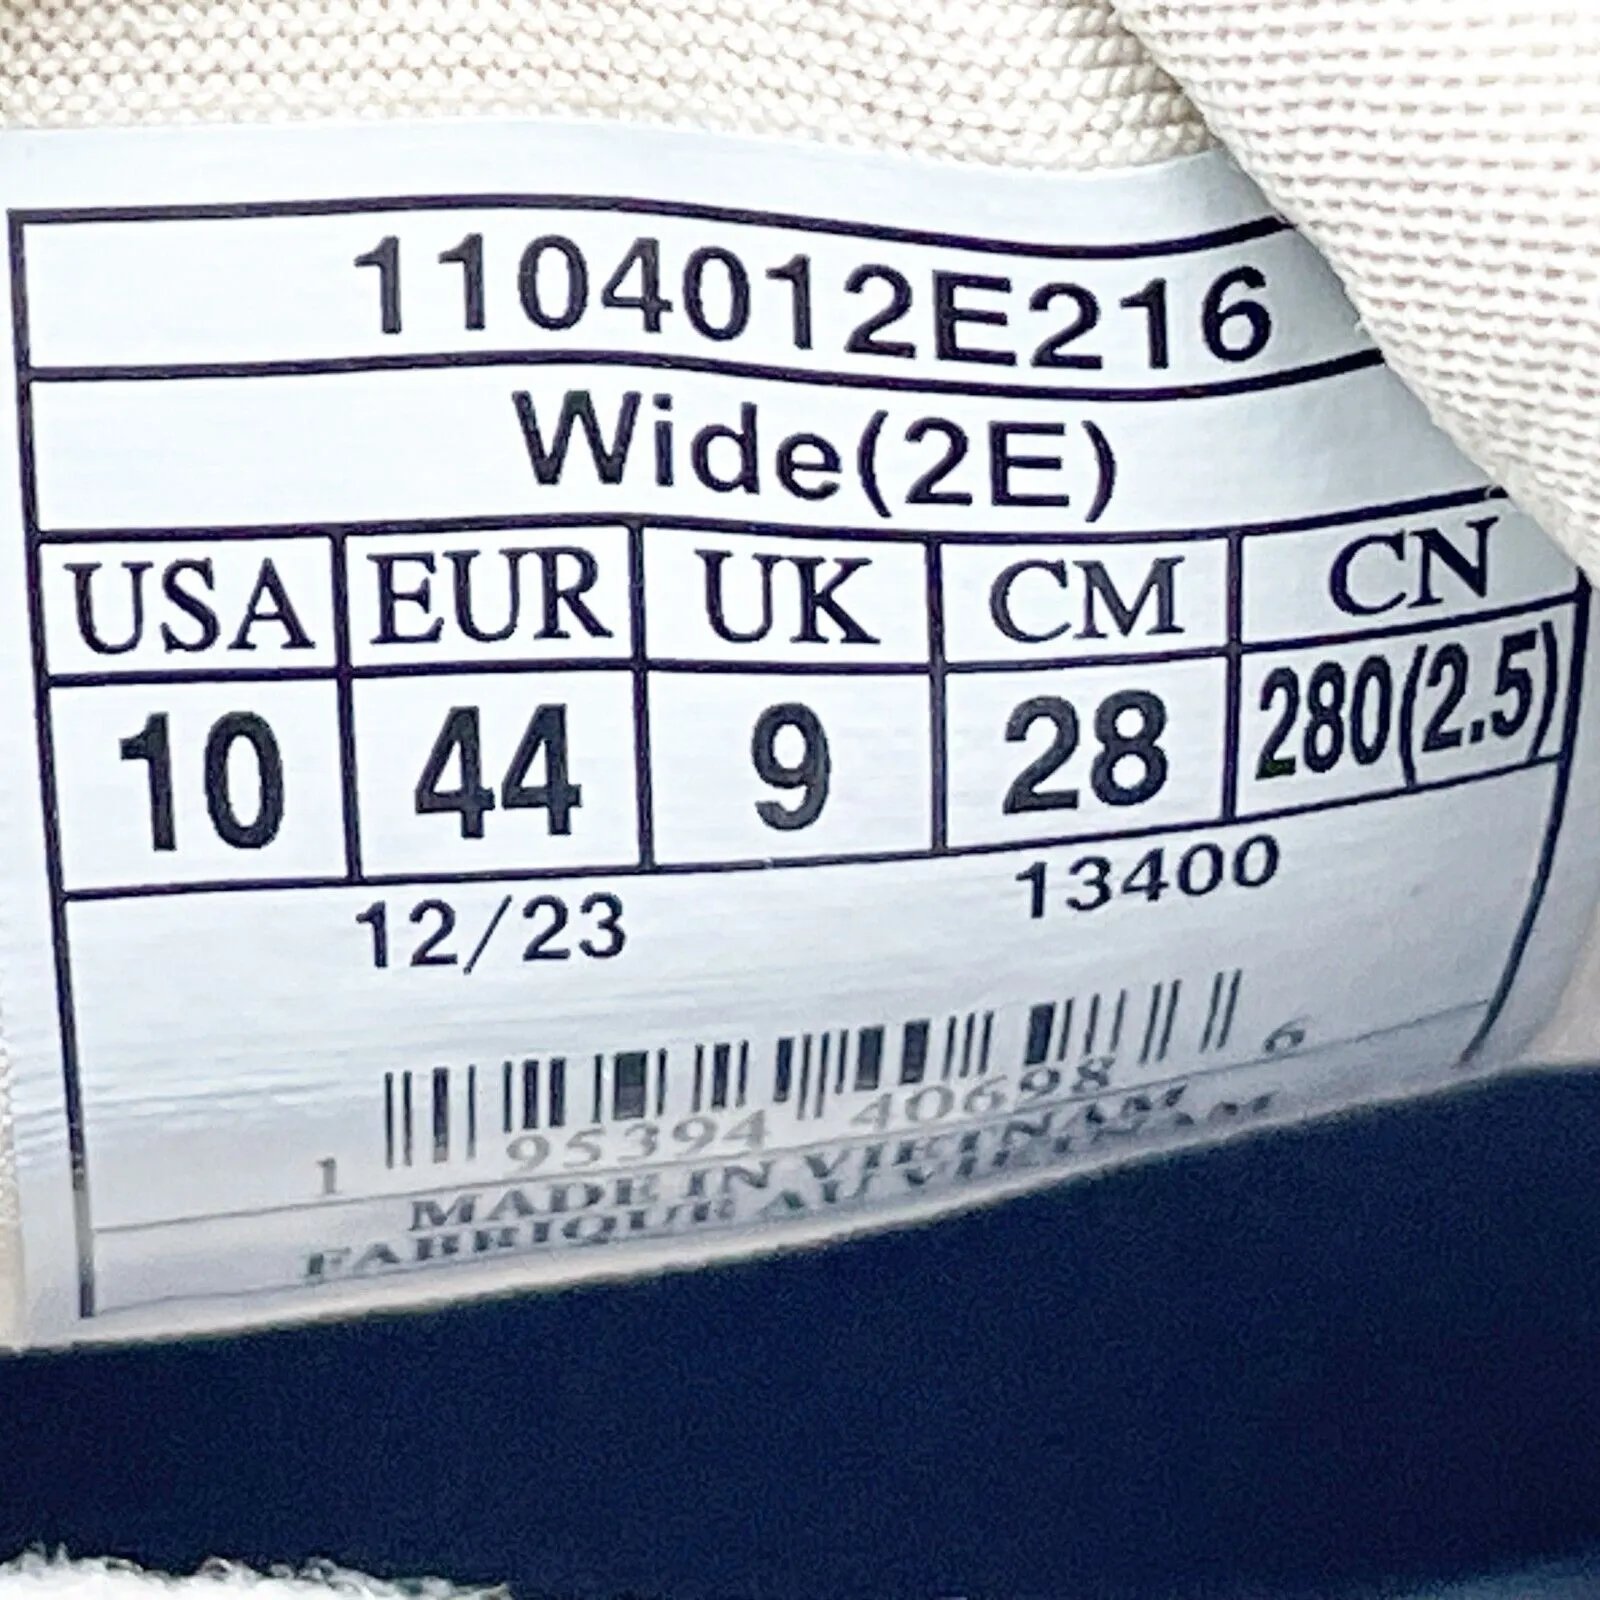 1104012E216
Wide(2E)
USA EUR UK CM CN
10 44 9 28 280(2.5)
12/23 13400
1 95394 40698 6
MADE IN VIETNAM
FABRIQUE AU VIETNAM